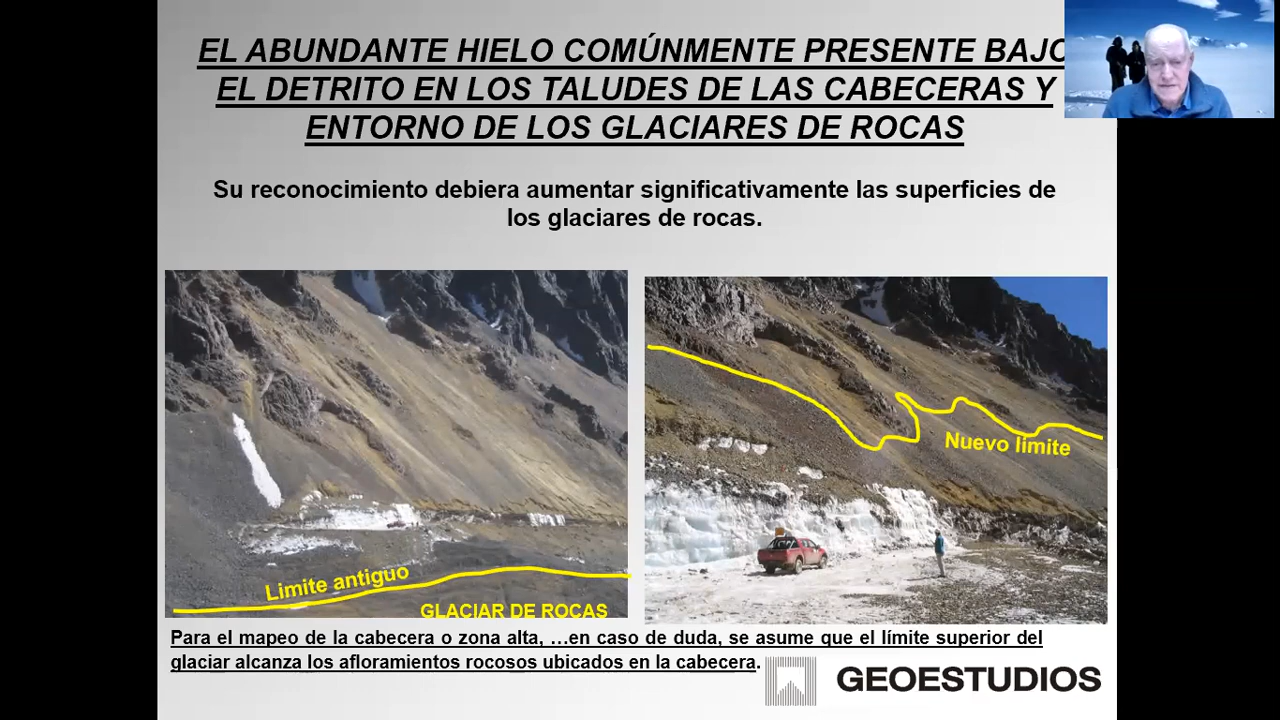 EL ABUNDANTE HIELO COMÚNMENTE PRESENTE BAJO
EL DETRITO EN LOS TALUDES DE LAS CABECERAS Y
ENTORNO DE LOS GLACIARES DE ROCAS
Su reconocimiento debiera aumentar significativamente las superficies de
los glaciares de rocas.
Limite antiguo
GLACIAR DE ROCAS
Nuevo limite
Para el mapeo de la cabecera o zona alta, …en caso de duda, se asume que el límite superior del
glaciar alcanza los afloramientos rocosos ubicados en la cabecera.
GEOESTUDIOS